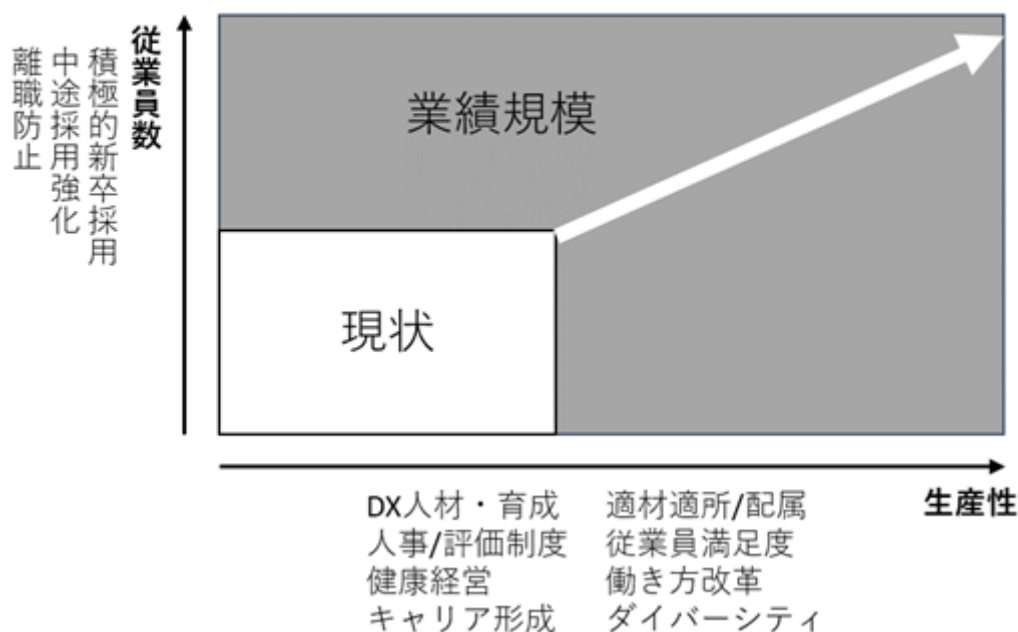 従業員数
積極的新卒採用
中途採用強化
離職防止
業績規模
現状
生産性
DX人材・育成
人事/評価制度
健康経営
キャリア形成
適材適所/配属
従業員満足度
働き方改革
ダイバーシティ